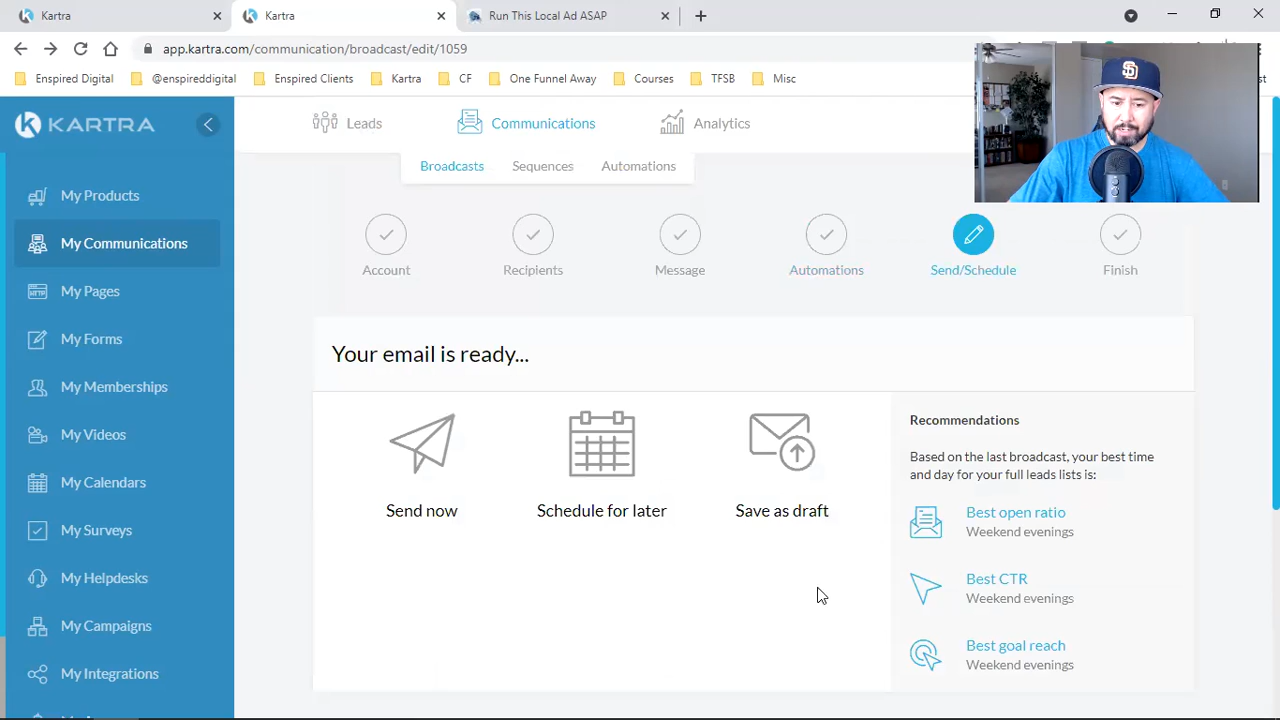 Kartra
Kartra
Run This Local Ad ASAP
app.kartra.com/communication/broadcast/edit/1059
Enspired Digital
@enspireddigital
Enspired Clients
Kartra
CF
One Funnel Away
Courses
TFSB
Misc
KARTRA
Leads
Communications
Analytics
Broadcasts
Sequences
Automations
My Products
My Communications
My Pages
My Forms
My Memberships
My Videos
My Calendars
My Surveys
My Helpdesks
My Campaigns
My Integrations
Account
Recipients
Message
Automations
Send/Schedule
Finish
Your email is ready...
Send now
Schedule for later
Save as draft
Recommendations
Based on the last broadcast, your best time
and day for your full leads lists is:
Best open ratio
Weekend evenings
Best CTR
Weekend evenings
Best goal reach
Weekend evenings